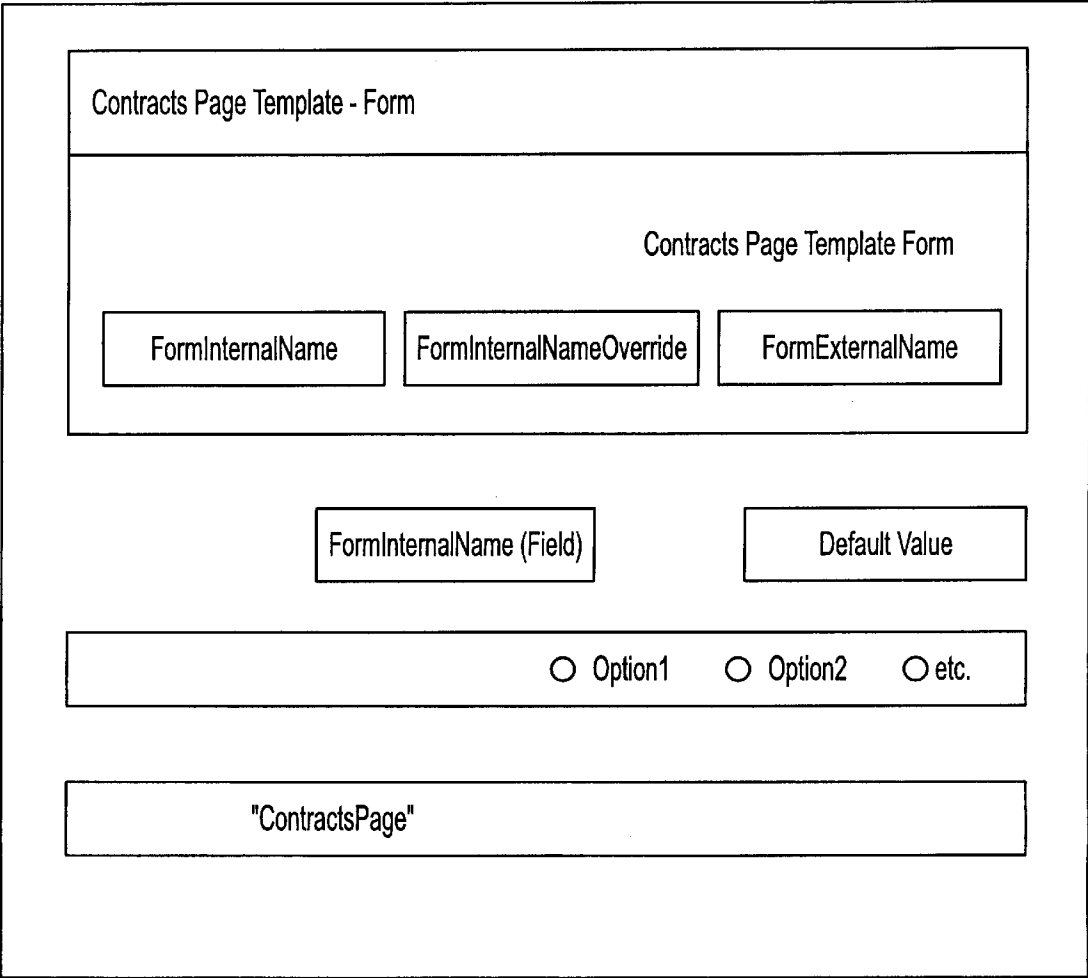 Contracts Page Template - Form
Contracts Page Template Form
FormInternalName FormInternalNameOverride FormExternalName
FormInternalName (Field) Default Value
Option1 Option2 etc.
"ContractsPage"